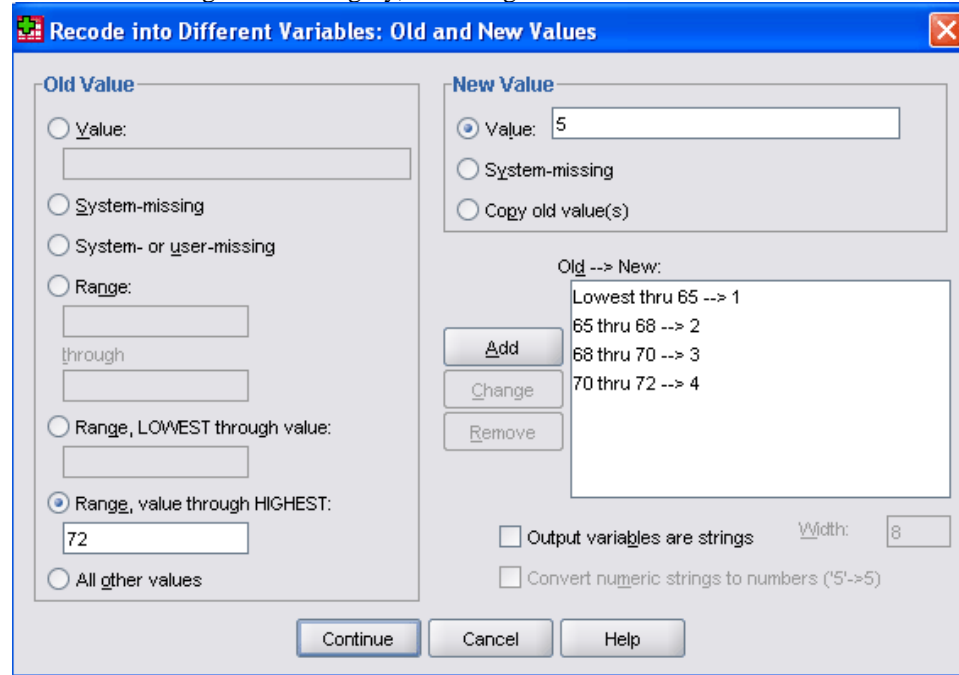 Recode into Different Variables: Old and New Values
Old Value
Value:
System-missing
System- or user-missing
Range:
through
Range, LOWEST through value:
Range, value through HIGHEST:
72
All other values
New Value
Value: 5
System-missing
Copy old value(s)
Old --> New:
Lowest thru 65 --> 1
65 thru 68 --> 2
68 thru 70 --> 3
70 thru 72 --> 4
Add
Change
Remove
Output variables are strings Width: 8
Convert numeric strings to numbers ('5'->5)
Continue Cancel Help